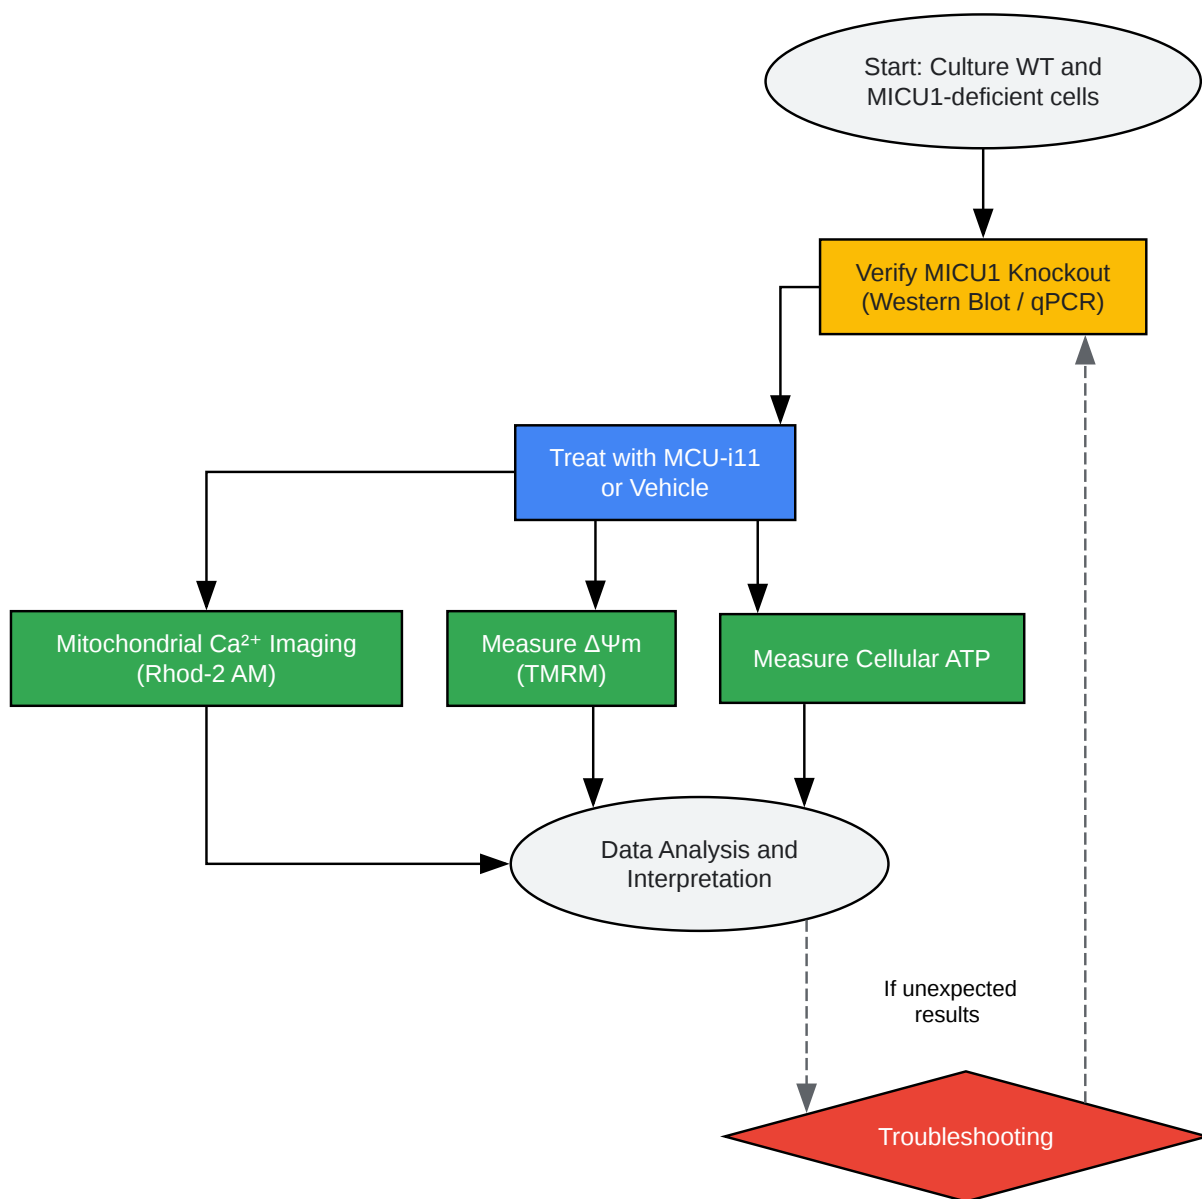 Start: Culture WT and
MICU1-deficient cells
Verify MICU1 Knockout
(Western Blot / qPCR)
Treat with MCU-i11
or Vehicle
Mitochondrial Ca²⁺ Imaging
(Rhod-2 AM)
Measure ΔΨm
(TMRM)
Measure Cellular ATP
Data Analysis and
Interpretation
If unexpected
results
Troubleshooting